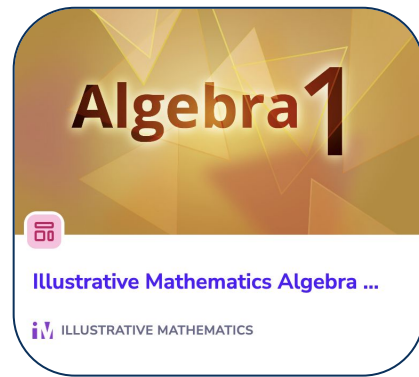 Algebra 1
Illustrative Mathematics Algebra ...
iM ILLUSTRATIVE MATHEMATICS